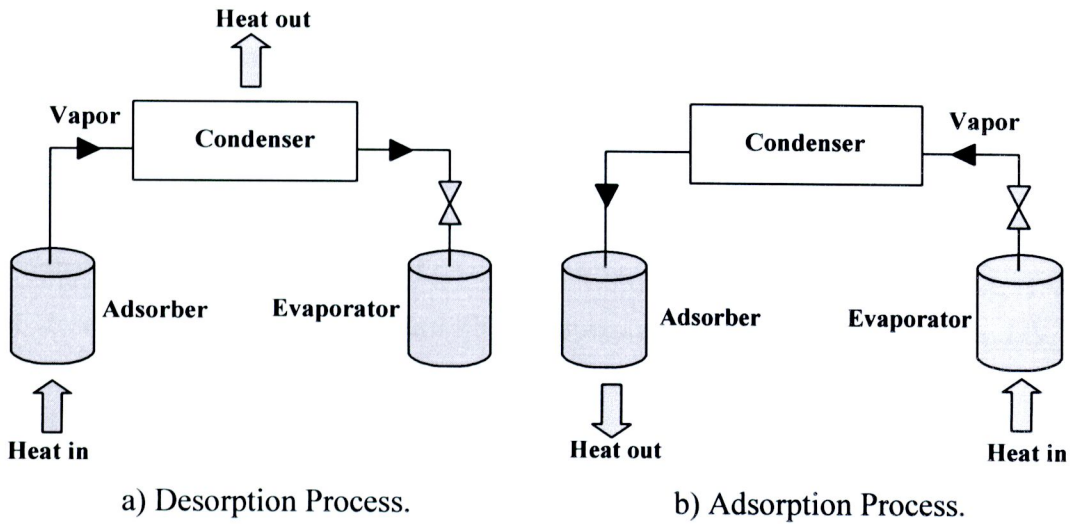 Heat out
Vapor
Condenser
Adsorber
Evaporator
Heat in
a) Desorption Process.
Condenser
Vapor
Adsorber
Evaporator
Heat out
Heat in
b) Adsorption Process.